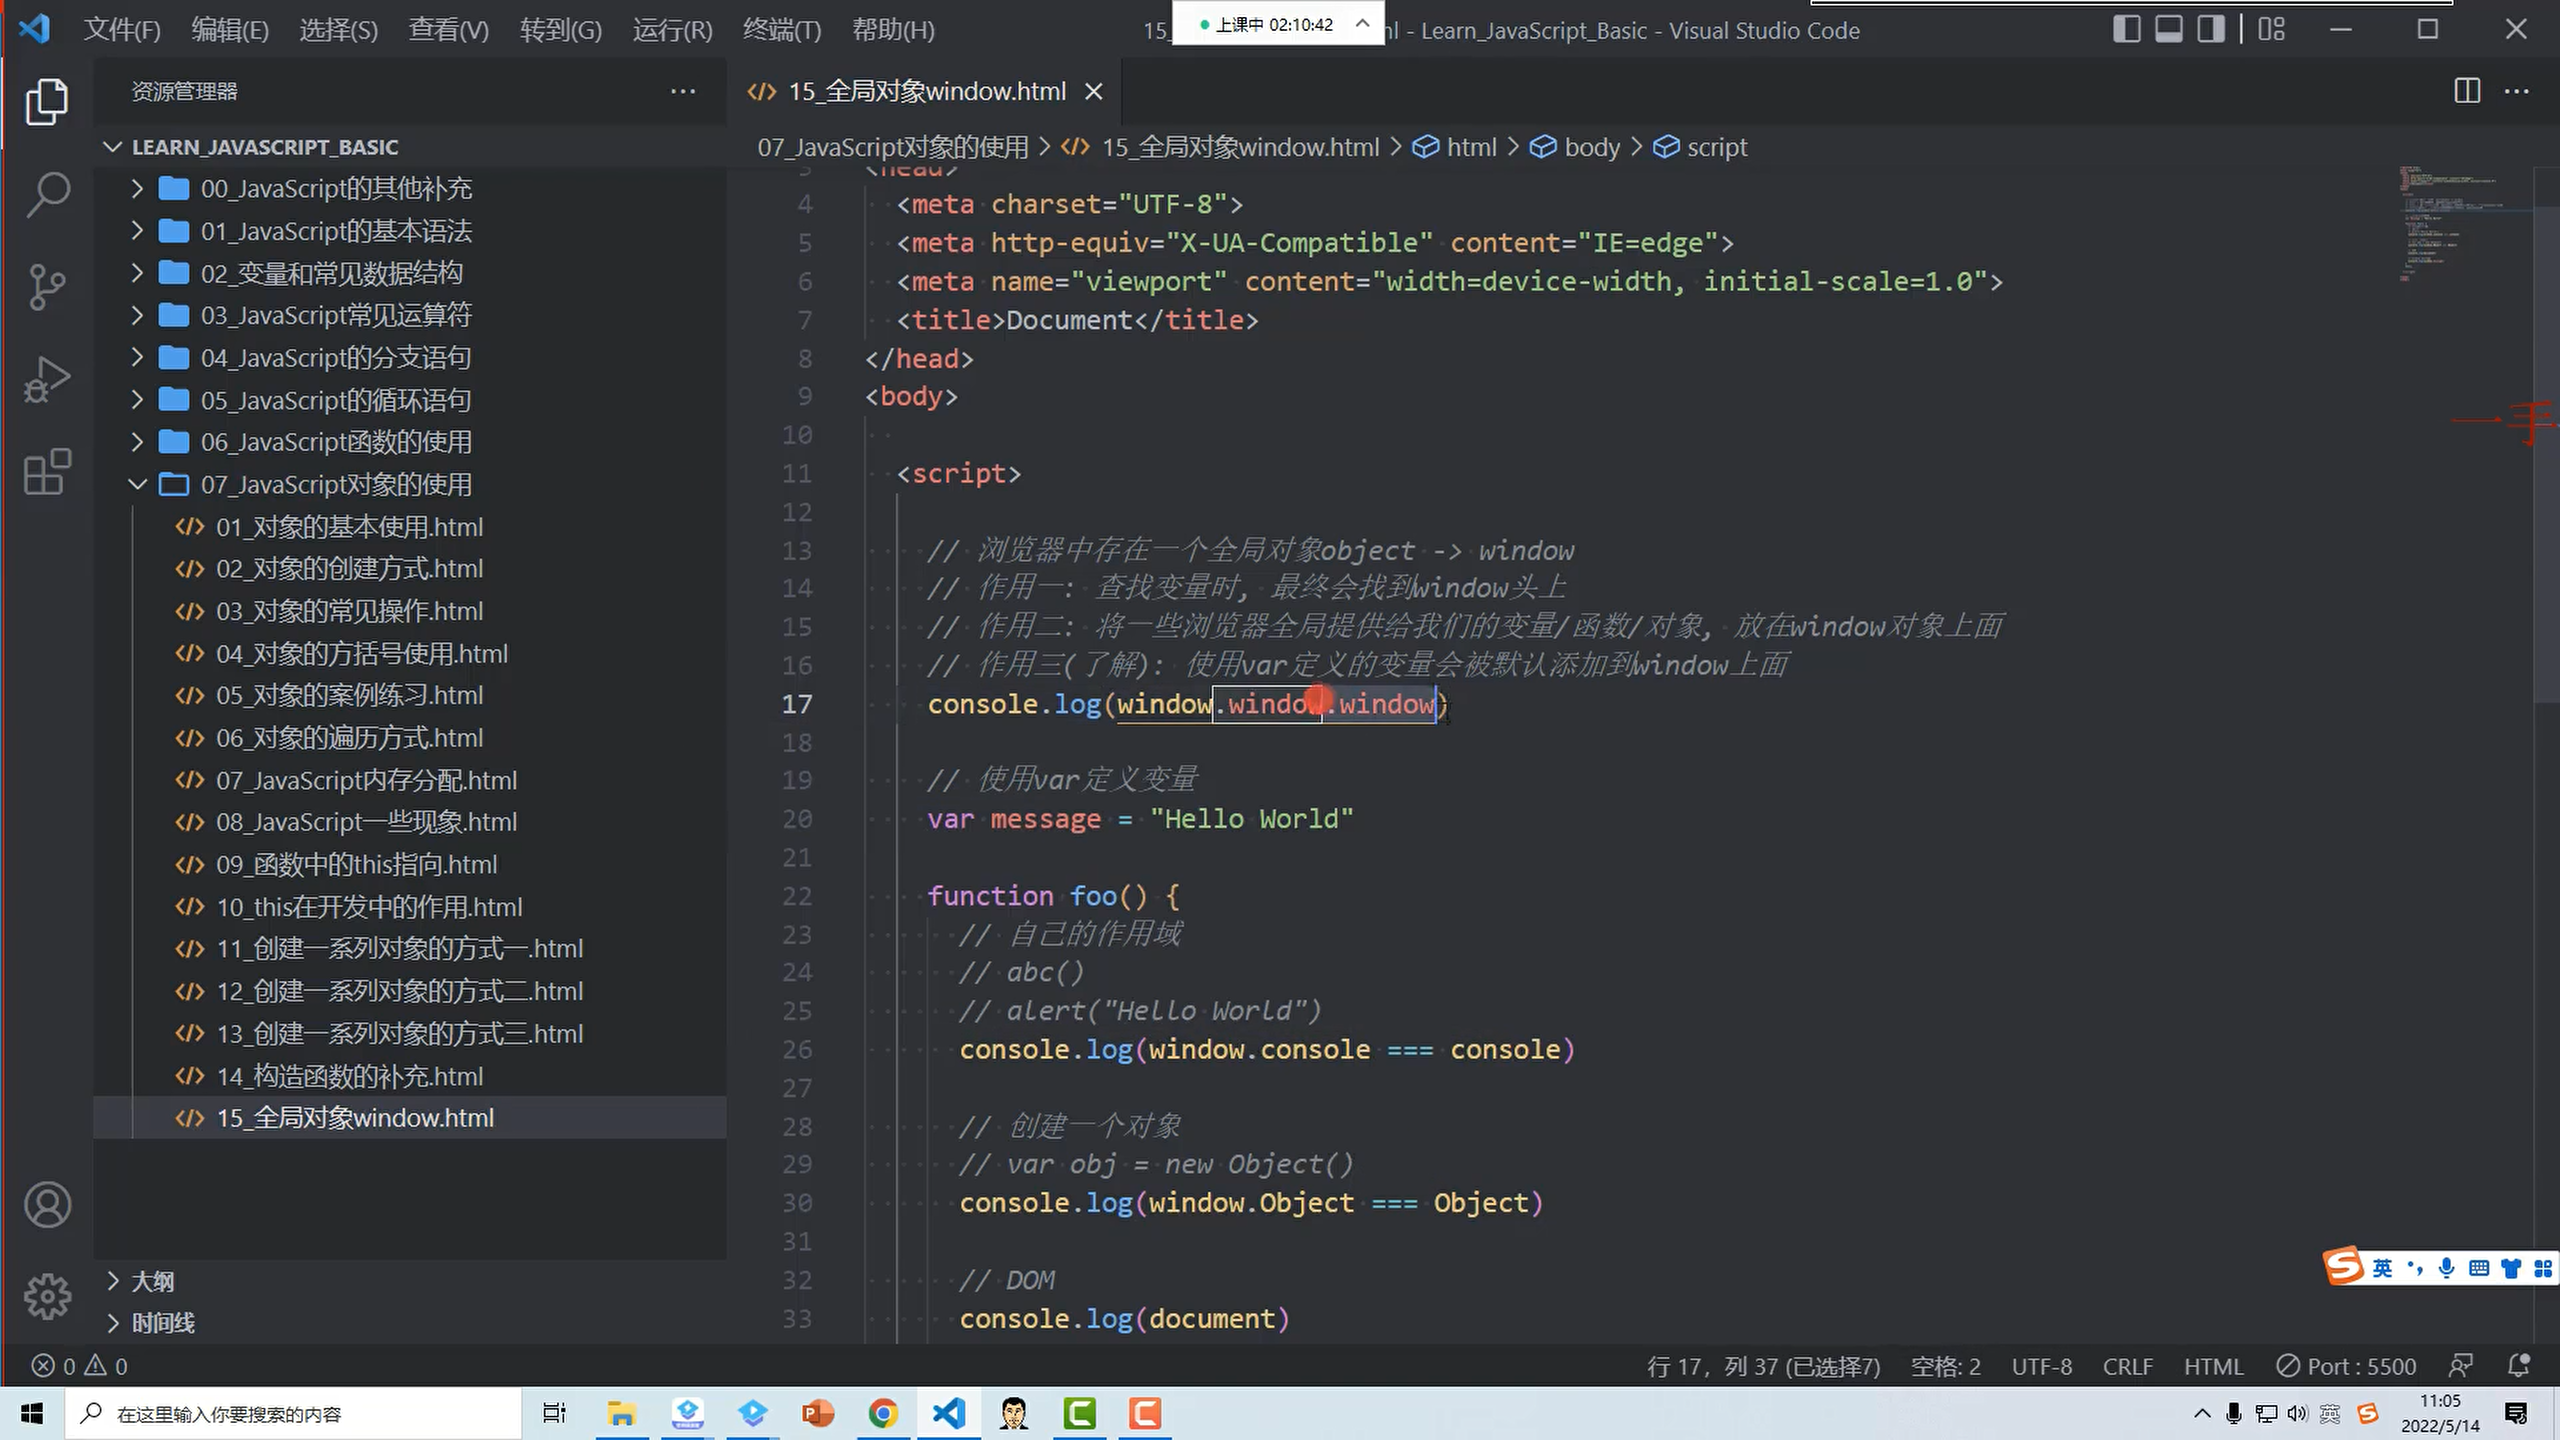 文件(F) 编辑(E) 选择(S) 查看(V) 转到(G) 运行(R) 终端(T) 帮助(H)
上课中 02:10:42
- Learn_JavaScript_Basic - Visual Studio Code
资源管理器
LEARN_JAVASCRIPT_BASIC
00_JavaScript的其他补充
01_JavaScript的基本语法
02_变量和常见数据结构
03_JavaScript常见运算符
04_JavaScript的分支语句
05_JavaScript的循环语句
06_JavaScript函数的使用
07_JavaScript对象的使用
01_对象的基本使用.html
02_对象的创建方式.html
03_对象的常见操作.html
04_对象的方括号使用.html
05_对象的案例练习.html
06_对象的遍历方式.html
07_JavaScript内存分配.html
08_JavaScript一些现象.html
09_函数中的this指向.html
10_this在开发中的作用.html
11_创建一系列对象的方式一.html
12_创建一系列对象的方式二.html
13_创建一系列对象的方式三.html
14_构造函数的补充.html
15_全局对象window.html
大纲
时间线
15_全局对象window.html
07_JavaScript对象的使用 > 15_全局对象window.html > html > body > script
3 <head>
4 <meta charset="UTF-8">
5 <meta http-equiv="X-UA-Compatible" content="IE=edge">
6 <meta name="viewport" content="width=device-width, initial-scale=1.0">
7 <title>Document</title>
8 </head>
9 <body>
10
11 <script>
12
13 // 浏览器中存在一个全局对象object -> window
14 // 作用一: 查找变量时, 最终会找到window头上
15 // 作用二: 将一些浏览器全局提供给我们的变量/函数/对象, 放在window对象上面
16 // 作用三(了解): 使用var定义的变量会被默认添加到window上面
17 console.log(window.window.window)
18
19 // 使用var定义变量
20 var message = "Hello World"
21
22 function foo() {
23 // 自己的作用域
24 // abc()
25 // alert("Hello World")
26 console.log(window.console === console)
27
28 // 创建一个对象
29 // var obj = new Object()
30 console.log(window.Object === Object)
31
32 // DOM
33 console.log(document)
一手
英
0 0
行 17，列 37 (已选择7) 空格: 2 UTF-8 CRLF HTML Port : 5500
在这里输入你要搜索的内容
英
11:05
2022/5/14